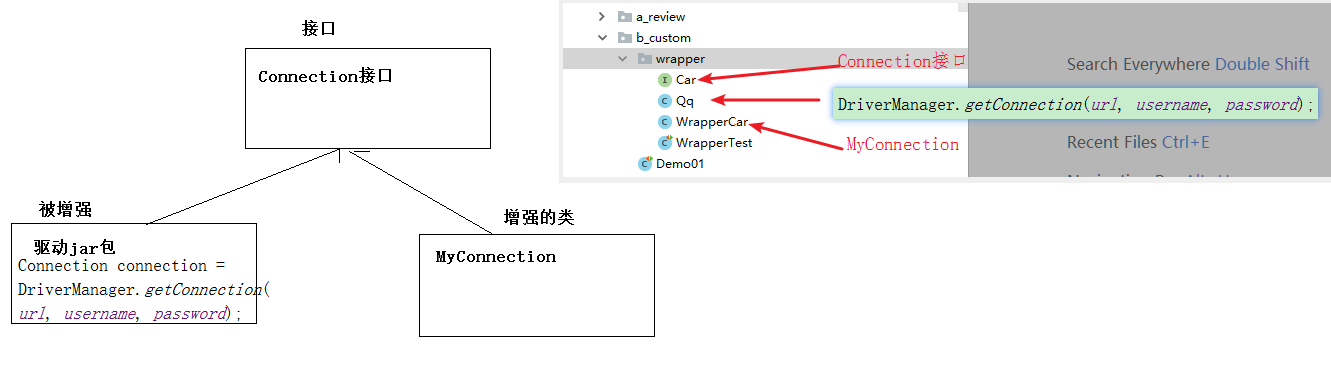 接口
Connection接口
被增强
驱动jar包
Connection connection =
DriverManager.getConnection(
url, username, password);
增强的类
MyConnection
a_review
b_custom
wrapper
Car
Qq
WrapperCar
WrapperTest
Demo01
Connection接口
DriverManager.getConnection(url, username, password);
MyConnection
Search Everywhere Double Shift
Recent Files Ctrl+E